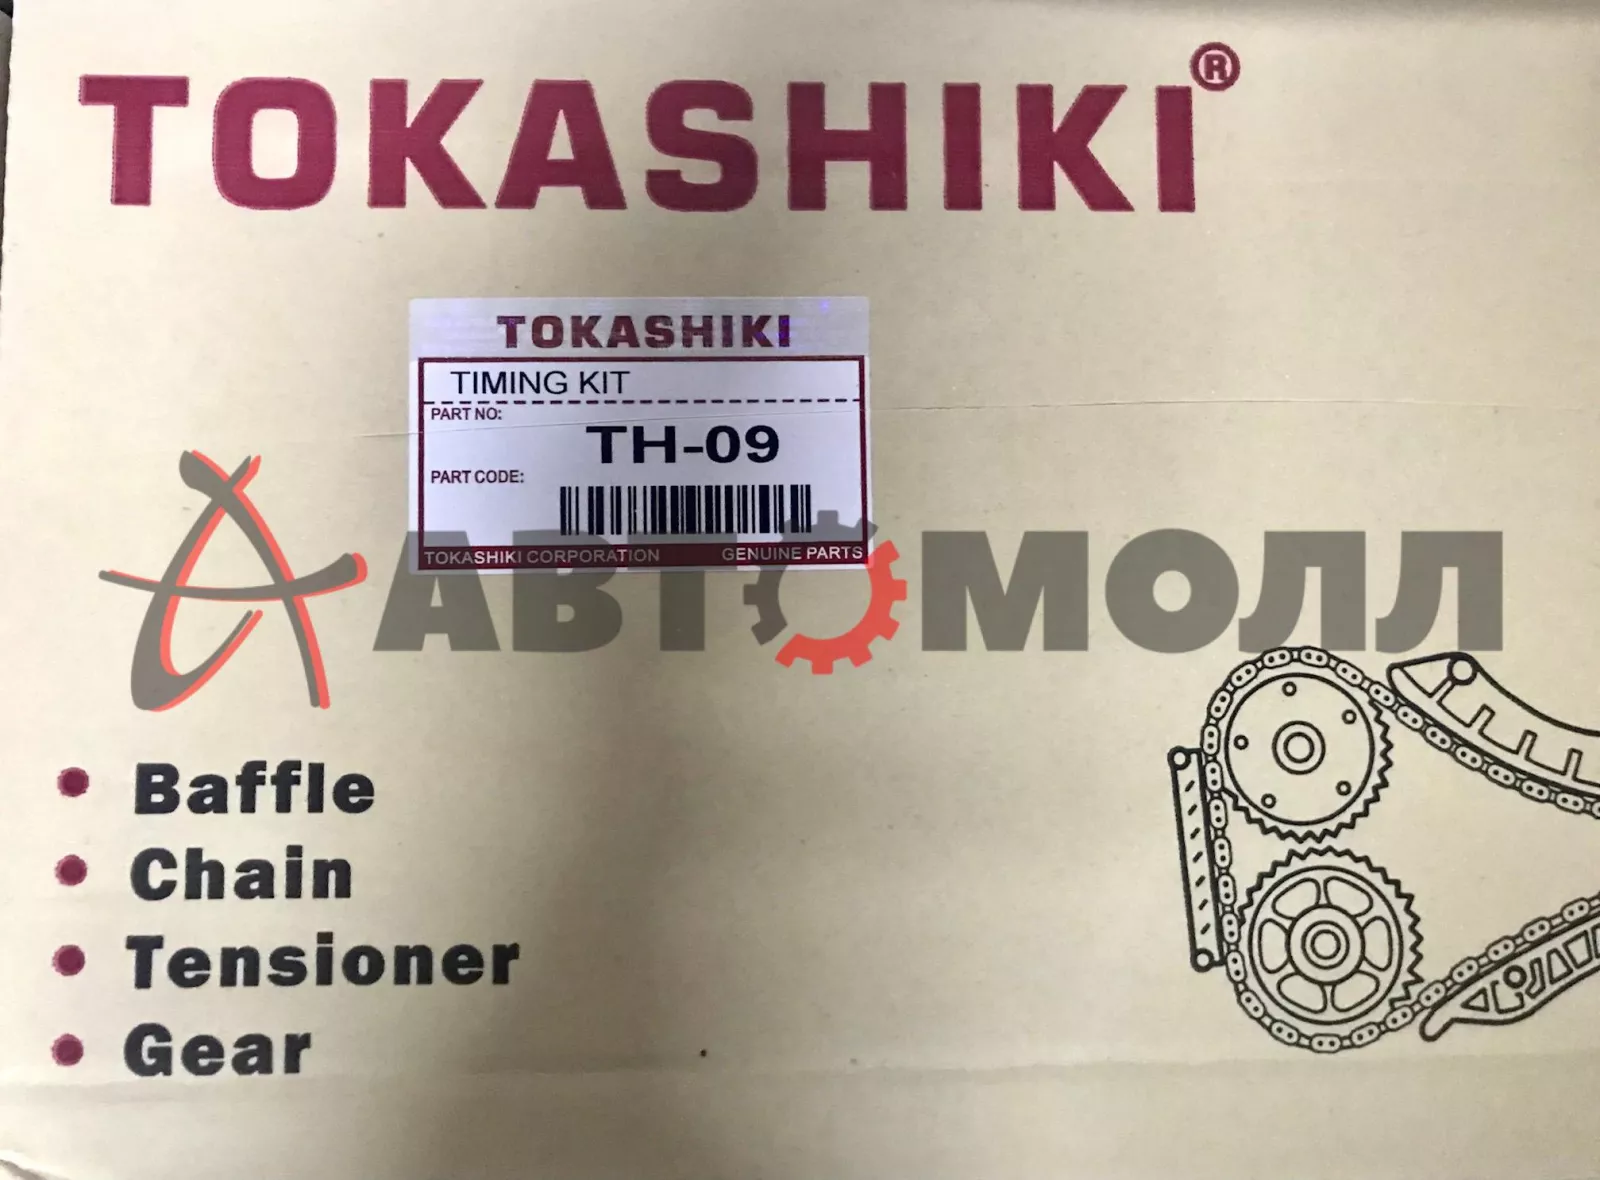 TOKASHIKI®
TOKASHIKI
TIMING KIT
PART NO:
TH-09
PART CODE:
TOKASHIKI CORPORATION GENUINE PARTS
АВТОМОЛЛ
• Baffle
• Chain
• Tensioner
• Gear